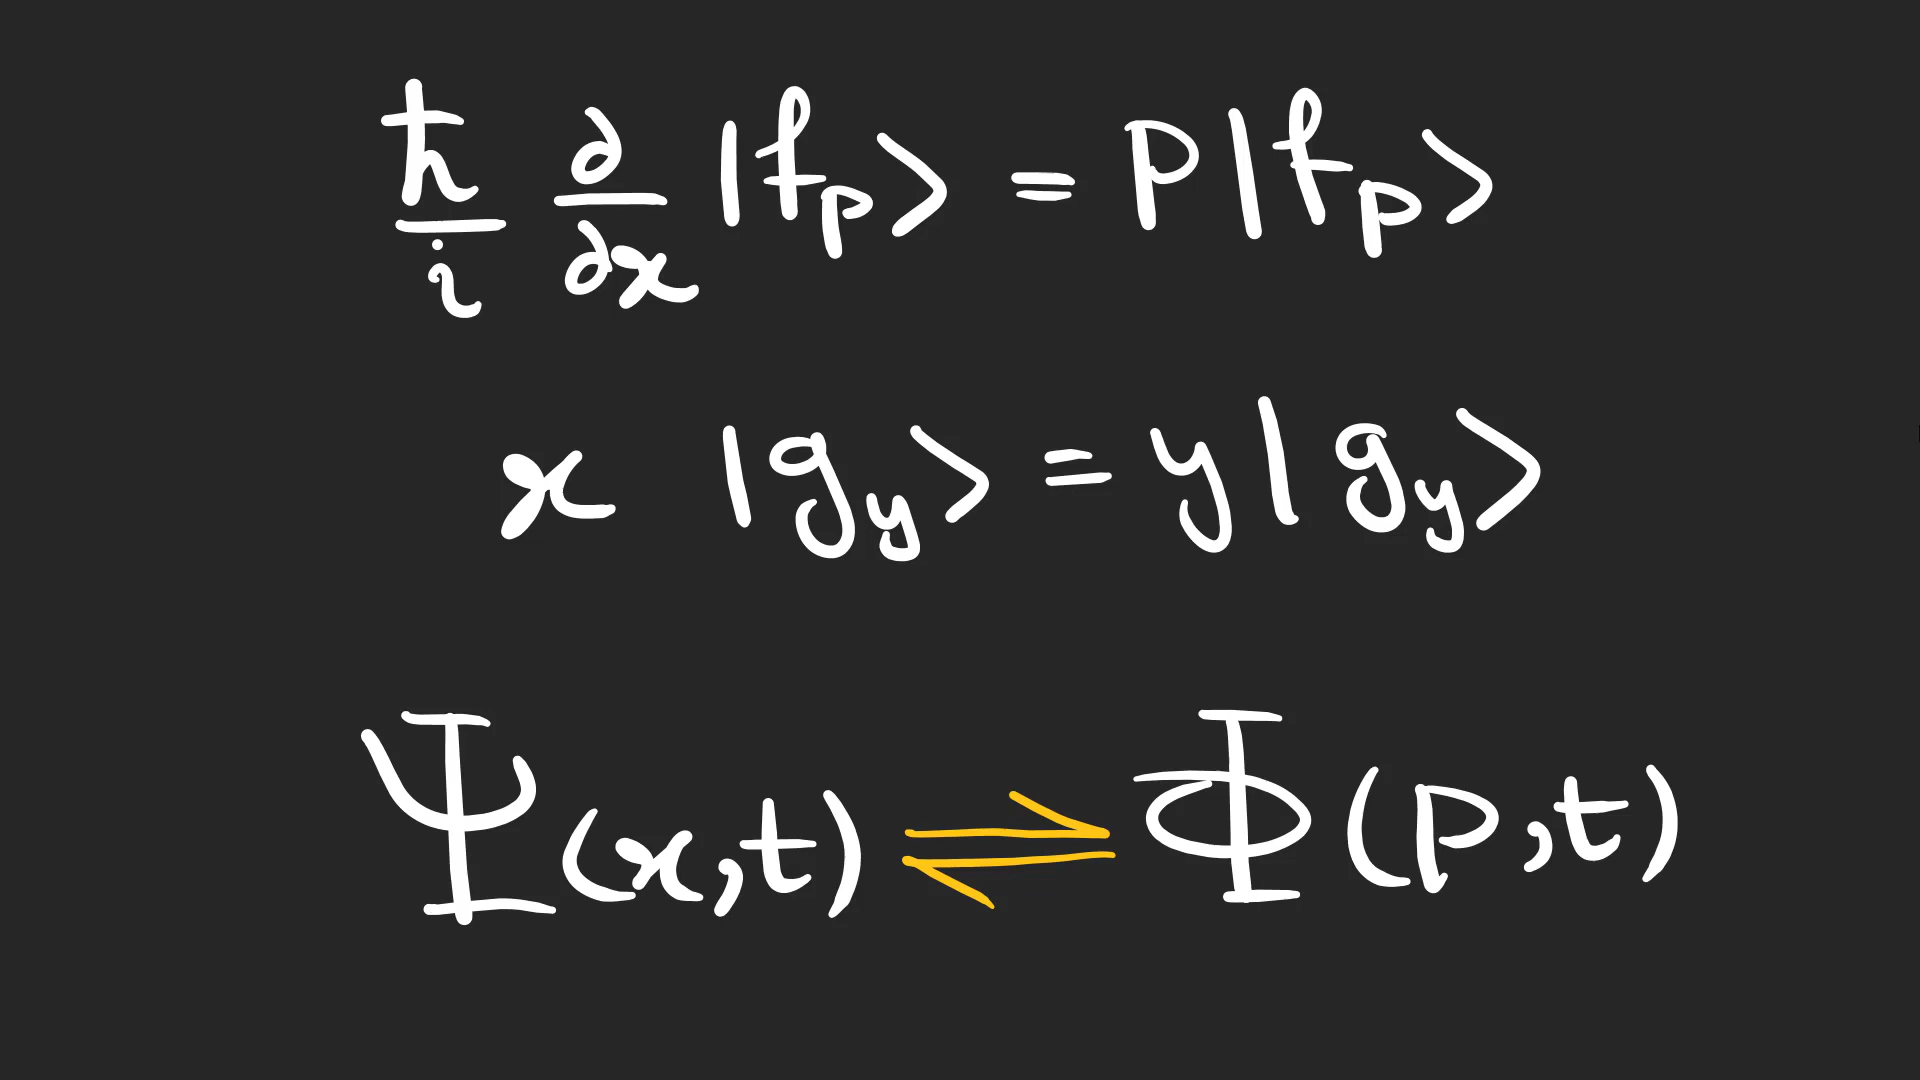 ħ/i ∂/∂x |f_p> = p|f_p>
x |g_y> = y|g_y>
Ψ(x,t) ⇌ Φ(p,t)